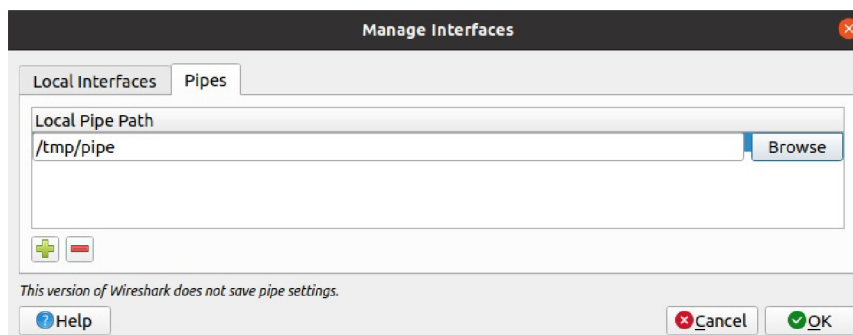 Manage Interfaces
Local Interfaces Pipes
Local Pipe Path
/tmp/pipe Browse
This version of Wireshark does not save pipe settings.
Help Cancel OK